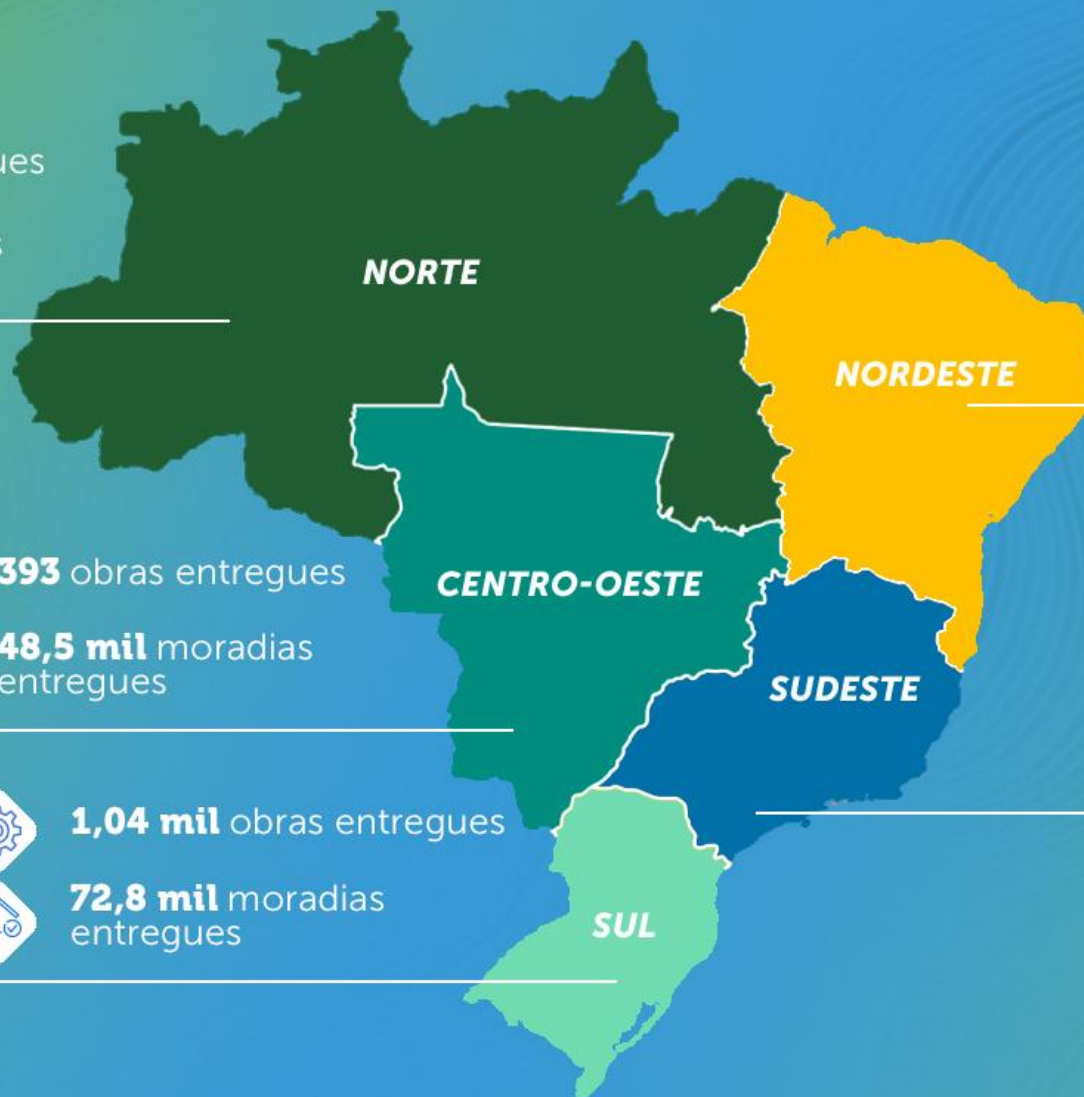 ues
s
NORTE
NORDESTE
393 obras entregues
CENTRO-OESTE
48,5 mil moradias
entregues
SUDESTE
1,04 mil obras entregues
72,8 mil moradias
entregues
SUL